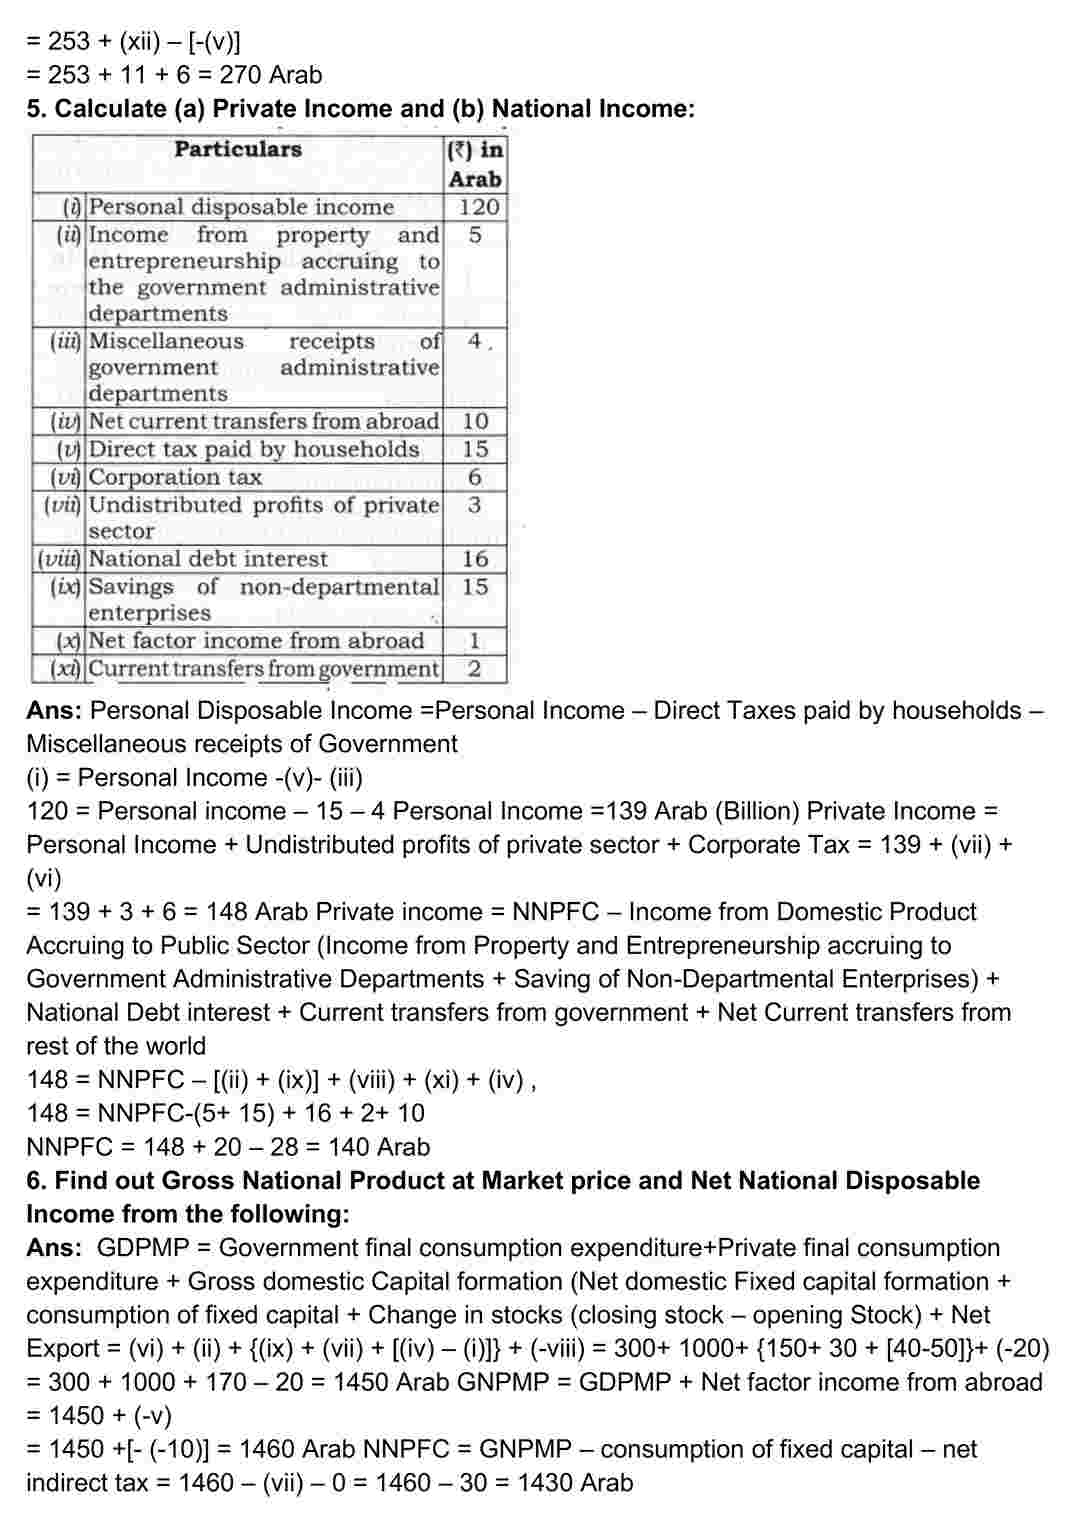 = 253 + (xii) – [-(v)]
= 253 + 11 + 6 = 270 Arab
5. Calculate (a) Private Income and (b) National Income:
Particulars (₹) in
Arab
(i) Personal disposable income 120
(ii) Income from property and 5
entrepreneurship accruing to
the government administrative
departments
(iii) Miscellaneous receipts of 4
government administrative
departments
(iv) Net current transfers from abroad 10
(v) Direct tax paid by households 15
(vi) Corporation tax 6
(vii) Undistributed profits of private 3
sector
(viii) National debt interest 16
(ix) Savings of non-departmental 15
enterprises
(x) Net factor income from abroad 1
(xi) Current transfers from government 2
Ans: Personal Disposable Income =Personal Income – Direct Taxes paid by households –
Miscellaneous receipts of Government
(i) = Personal Income -(v)- (iii)
120 = Personal income – 15 – 4 Personal Income =139 Arab (Billion) Private Income =
Personal Income + Undistributed profits of private sector + Corporate Tax = 139 + (vii) +
(vi)
= 139 + 3 + 6 = 148 Arab Private income = NNPFC – Income from Domestic Product
Accruing to Public Sector (Income from Property and Entrepreneurship accruing to
Government Administrative Departments + Saving of Non-Departmental Enterprises) +
National Debt interest + Current transfers from government + Net Current transfers from
rest of the world
148 = NNPFC – [(ii) + (ix)] + (viii) + (xi) + (iv) ,
148 = NNPFC-(5+ 15) + 16 + 2+ 10
NNPFC = 148 + 20 – 28 = 140 Arab
6. Find out Gross National Product at Market price and Net National Disposable
Income from the following:
Ans: GDPMP = Government final consumption expenditure+Private final consumption
expenditure + Gross domestic Capital formation (Net domestic Fixed capital formation +
consumption of fixed capital + Change in stocks (closing stock – opening Stock) + Net
Export = (vi) + (ii) + {(ix) + (vii) + [(iv) – (i)]} + (-viii) = 300+ 1000+ {150+ 30 + [40-50]}+ (-20)
= 300 + 1000 + 170 – 20 = 1450 Arab GNPMP = GDPMP + Net factor income from abroad
= 1450 + (-v)
= 1450 +[- (-10)] = 1460 Arab NNPFC = GNPMP – consumption of fixed capital – net
indirect tax = 1460 – (vii) – 0 = 1460 – 30 = 1430 Arab